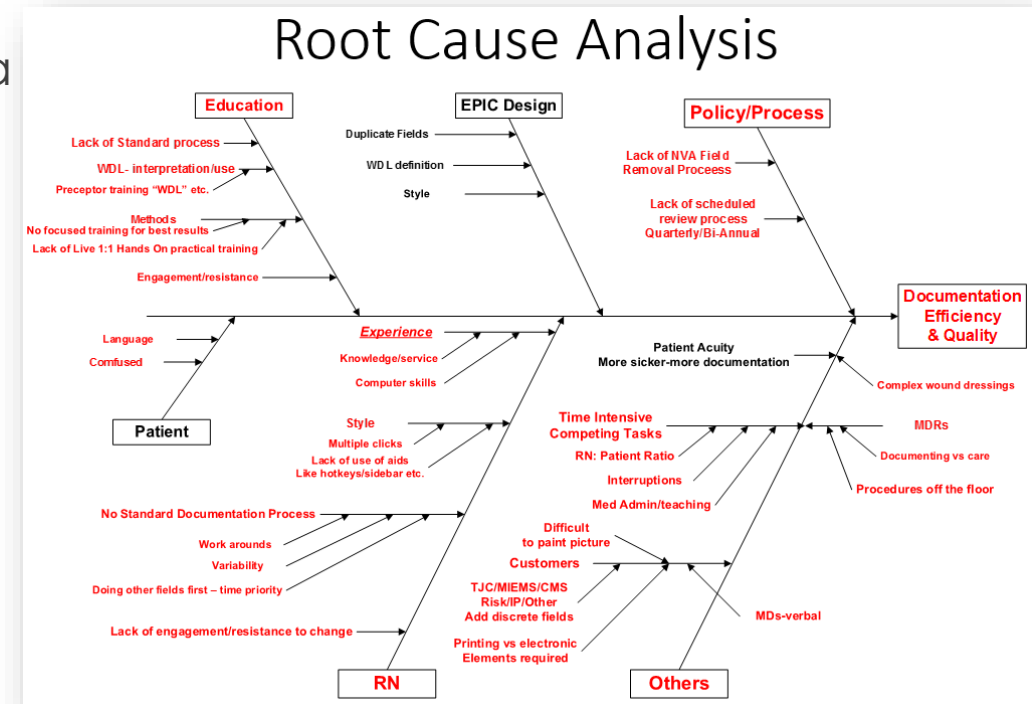 Root Cause Analysis
a
Education
EPIC Design
Policy/Process
Lack of Standard process
WDL- interpretation/use
Preceptor training “WDL” etc.
Methods
No focused training for best results
Lack of Live 1:1 Hands On practical training
Engagement/resistance
Duplicate Fields
WDL definition
Style
Lack of NVA Field
Removal Proceess
Lack of scheduled
review process
Quarterly/Bi-Annual
Documentation
Efficiency
& Quality
Language
Comfused
Patient
Experience
Knowledge/service
Computer skills
Style
Multiple clicks
Lack of use of aids
Like hotkeys/sidebar etc.
No Standard Documentation Process
Work arounds
Variability
Doing other fields first – time priority
Lack of engagement/resistance to change
RN
Patient Acuity
More sicker-more documentation
Complex wound dressings
Time Intensive
Competing Tasks
RN: Patient Ratio
Interruptions
Med Admin/teaching
MDRs
Documenting vs care
Procedures off the floor
Difficult
to paint picture
Customers
TJC/MIEMS/CMS
Risk/IP/Other
Add discrete fields
Printing vs electronic
Elements required
MDs-verbal
Others